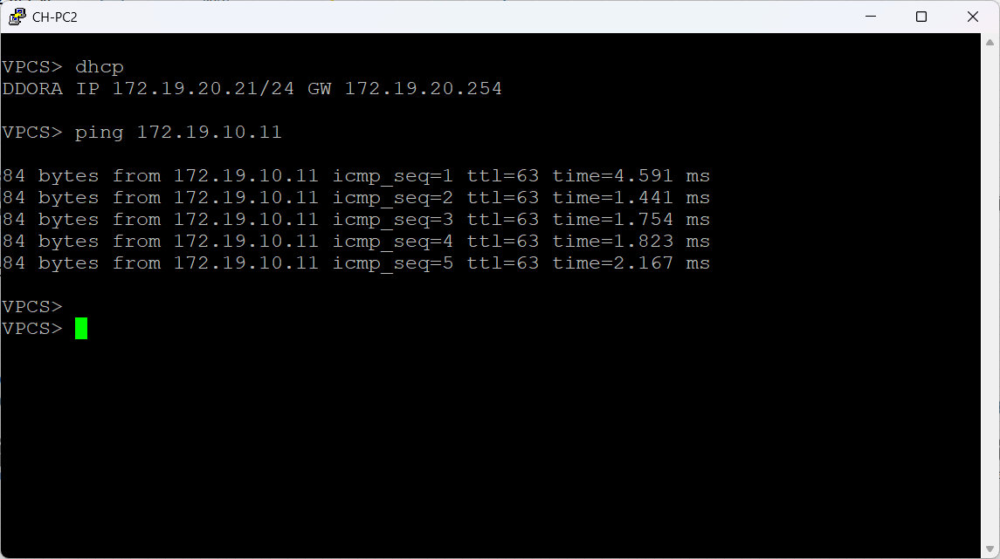 CH-PC2
VPCS> dhcp
DDORA IP 172.19.20.21/24 GW 172.19.20.254
VPCS> ping 172.19.10.11
84 bytes from 172.19.10.11 icmp_seq=1 ttl=63 time=4.591 ms
84 bytes from 172.19.10.11 icmp_seq=2 ttl=63 time=1.441 ms
84 bytes from 172.19.10.11 icmp_seq=3 ttl=63 time=1.754 ms
84 bytes from 172.19.10.11 icmp_seq=4 ttl=63 time=1.823 ms
84 bytes from 172.19.10.11 icmp_seq=5 ttl=63 time=2.167 ms
VPCS>
VPCS>